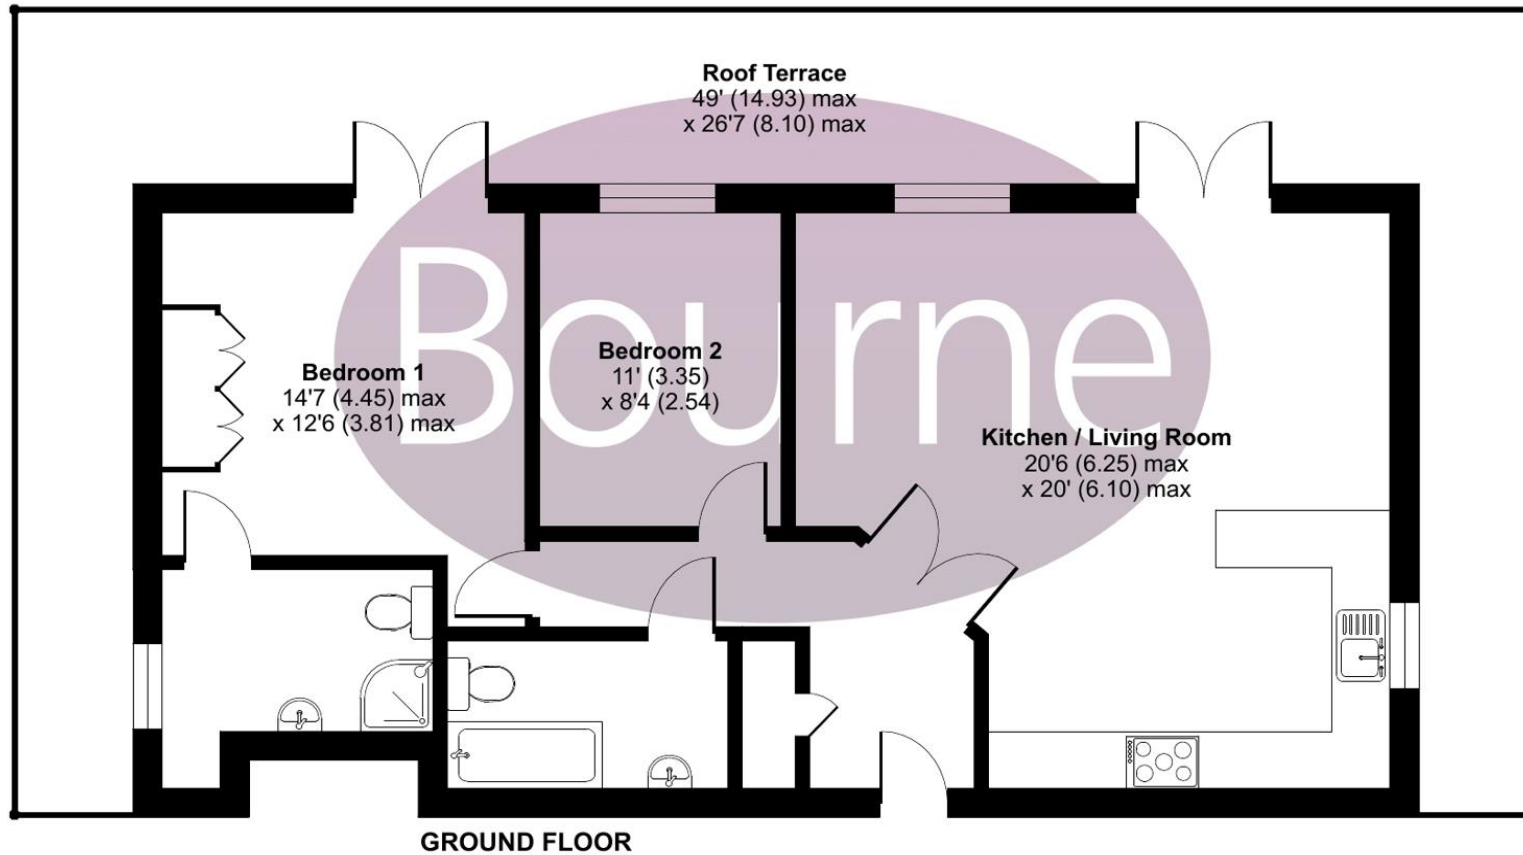 Roof Terrace
49' (14.93) max
x 26'7 (8.10) max
Bourne
Bedroom 1
14'7 (4.45) max
x 12'6 (3.81) max
Bedroom 2
11' (3.35)
x 8'4 (2.54)
Kitchen / Living Room
20'6 (6.25) max
x 20' (6.10) max
GROUND FLOOR